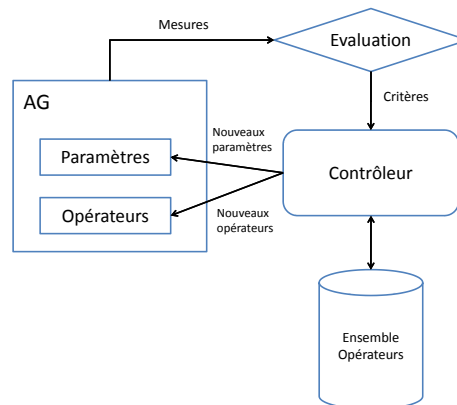 Mesures
Evaluation
AG
Critères
Nouveaux
paramètres
Paramètres
Contrôleur
Opérateurs
Nouveaux
opérateurs
Ensemble
Opérateurs